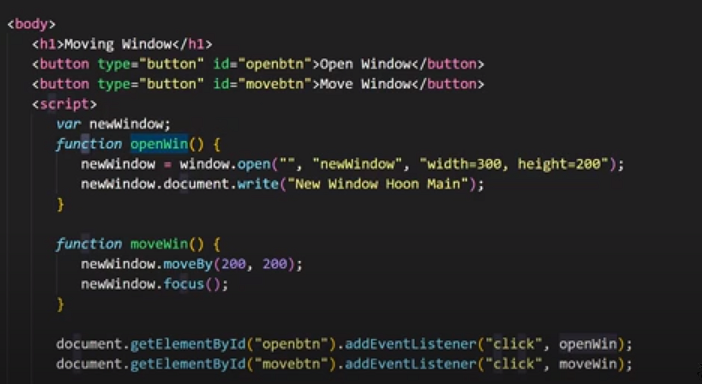 <body>
<h1>Moving Window</h1>
<button type="button" id="openbtn">Open Window</button>
<button type="button" id="movebtn">Move Window</button>
<script>
var newWindow;
function openWin() {
newWindow = window.open("", "newWindow", "width=300, height=200");
newWindow.document.write("New Window Hoon Main");
}
function moveWin() {
newWindow.moveBy(200, 200);
newWindow.focus();
}
document.getElementById("openbtn").addEventListener("click", openWin);
document.getElementById("movebtn").addEventListener("click", moveWin);